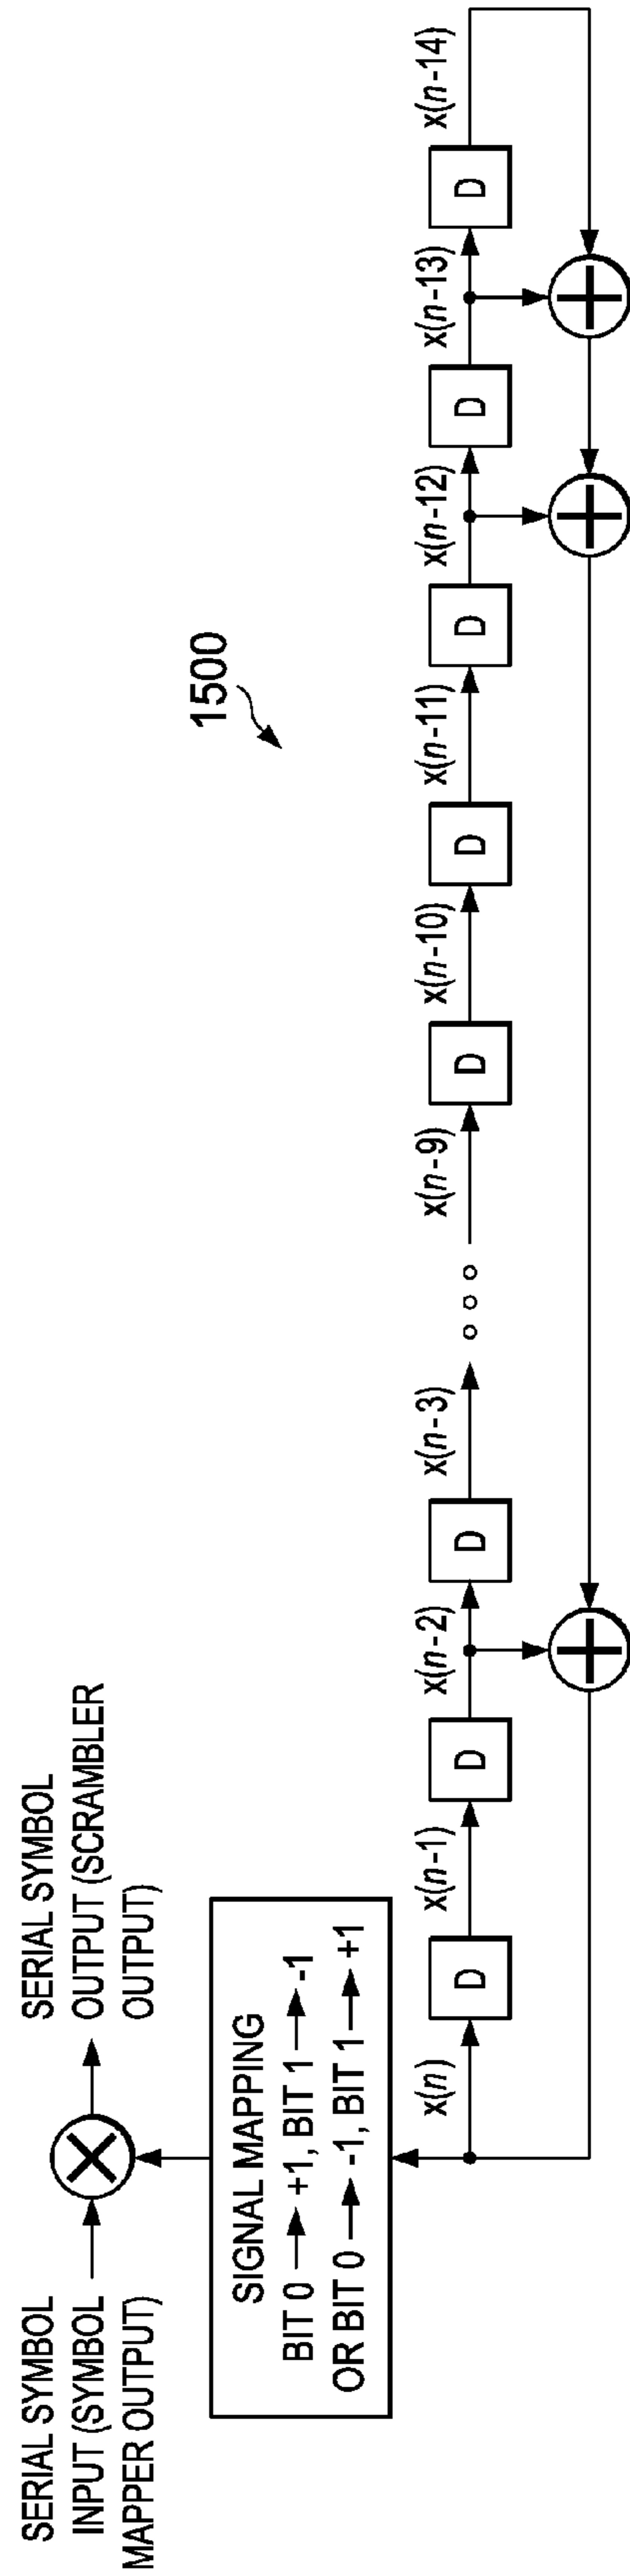 SERIAL SYMBOL
INPUT (SYMBOL
MAPPER OUTPUT)
SERIAL SYMBOL
OUTPUT (SCRAMBLER
OUTPUT)
1500
SIGNAL MAPPING
BIT 0 → +1, BIT 1 → -1
OR BIT 0 → -1, BIT 1 → +1
x(n)
D
x(n-1)
D
x(n-2)
D
x(n-3)
x(n-9)
D
x(n-10)
D
x(n-11)
D
x(n-12)
D
x(n-13)
D
x(n-14)